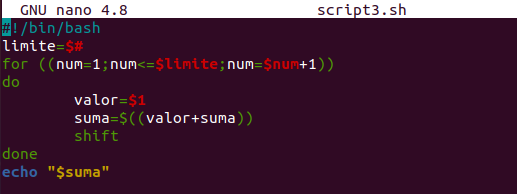 GNU nano 4.8 script3.sh
#!/bin/bash
limite=$#
for ((num=1;num<=$limite;num=$num+1))
do
        valor=$1
        suma=$((valor+suma))
        shift
done
echo "$suma"